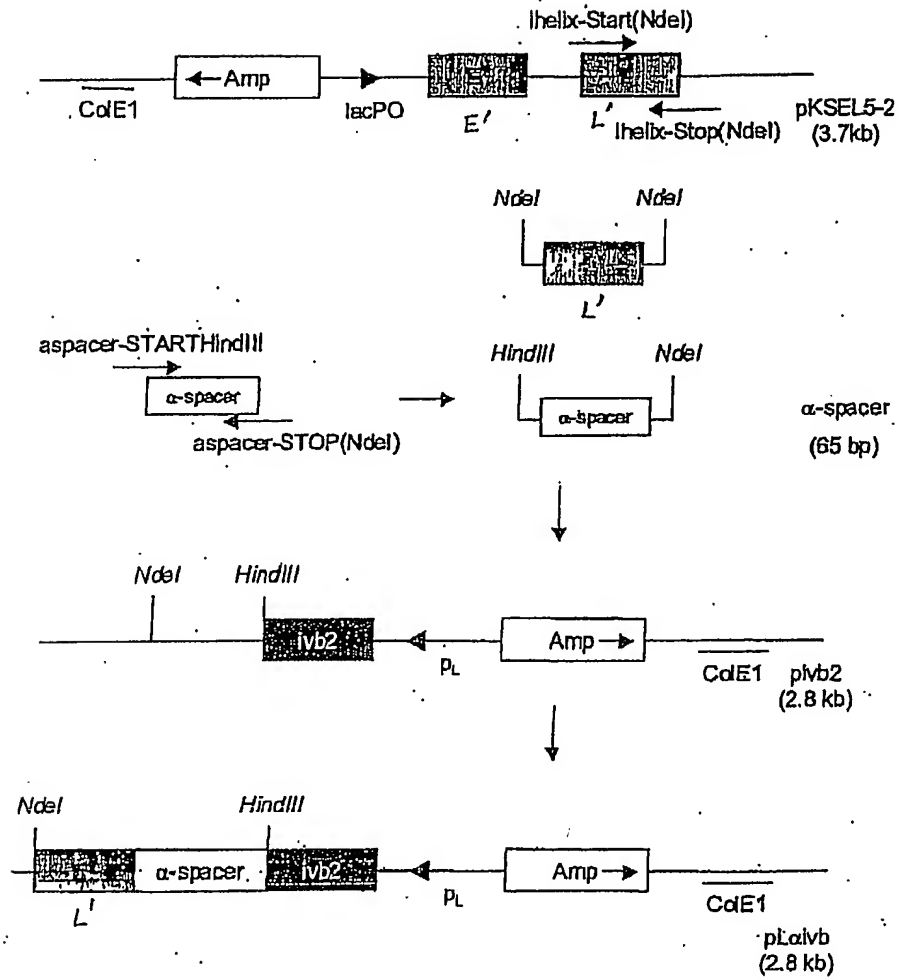 lhelix-Start(NdeI)
←Amp
ColE1
lacPO
E'
L'
lhelix-Stop(NdeI)
pKSEL5-2
(3.7kb)
NdeI NdeI
L'
aspacer-STARTHindIII
α-spacer
aspacer-STOP(NdeI)
HindIII NdeI
α-spacer
α-spacer
(65 bp)
NdeI HindIII
ivb2
pL
Amp→
ColE1
pIvb2
(2.8 kb)
NdeI HindIII
L'
α-spacer
ivb2
pL
Amp→
ColE1
pLαivb
(2.8 kb)